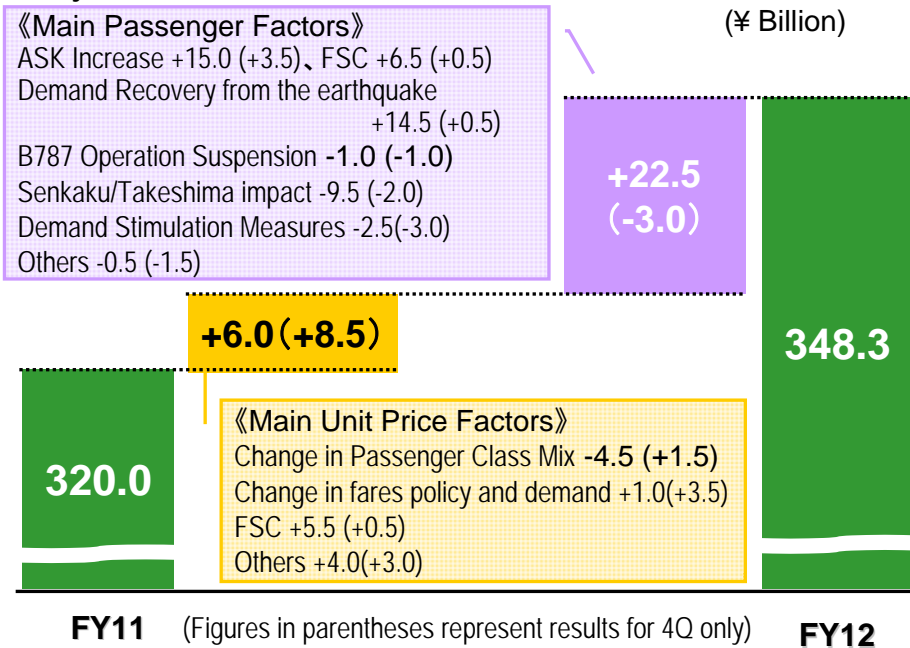 (¥ Billion)
《Main Passenger Factors》
ASK Increase +15.0 (+3.5)、FSC +6.5 (+0.5)
Demand Recovery from the earthquake
+14.5 (+0.5)
B787 Operation Suspension -1.0 (-1.0)
Senkaku/Takeshima impact -9.5 (-2.0)
Demand Stimulation Measures -2.5(-3.0)
Others -0.5 (-1.5)
+22.5
(-3.0)
+6.0(+8.5)
348.3
320.0
《Main Unit Price Factors》
Change in Passenger Class Mix -4.5 (+1.5)
Change in fares policy and demand +1.0(+3.5)
FSC +5.5 (+0.5)
Others +4.0(+3.0)
FY11 (Figures in parentheses represent results for 4Q only) FY12